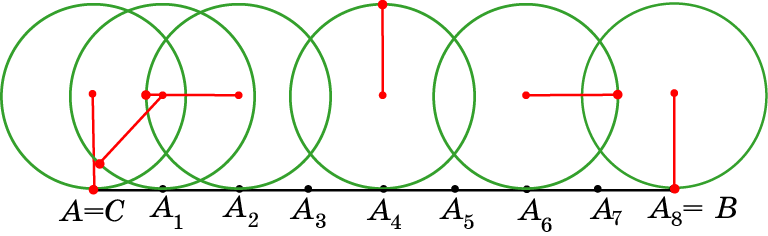 A=C A₁ A₂ A₃ A₄ A₅ A₆ A₇ A₈= B